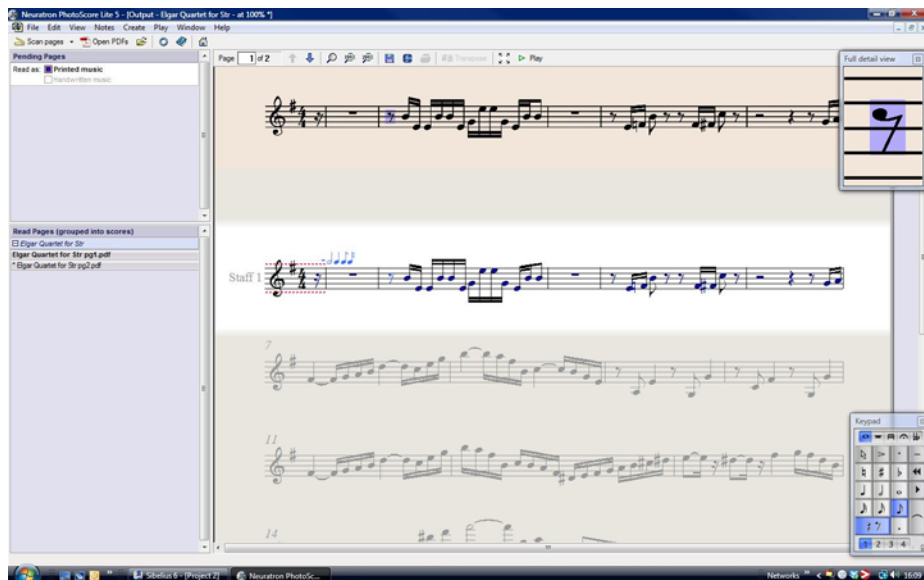 Neuratron PhotoScore Lite 5 - [Output - Elgar Quartet for Str - at 100% *]
File Edit View Notes Create Play Window Help
Scan pages Open PDFs
Pending Pages
Read as: Printed music
Handwritten music
Page 1 of 2 Transpose Play
Full detail view
Read Pages (grouped into scores)
Elgar Quartet for Str
Elgar Quartet for Str pg1.pdf
* Elgar Quartet for Str pg2.pdf
Staff 1
7
11
14
Keypad
1 2 3 4
Sibelius 6 - [Project 2] Neuratron PhotoSc... Networks 16:09